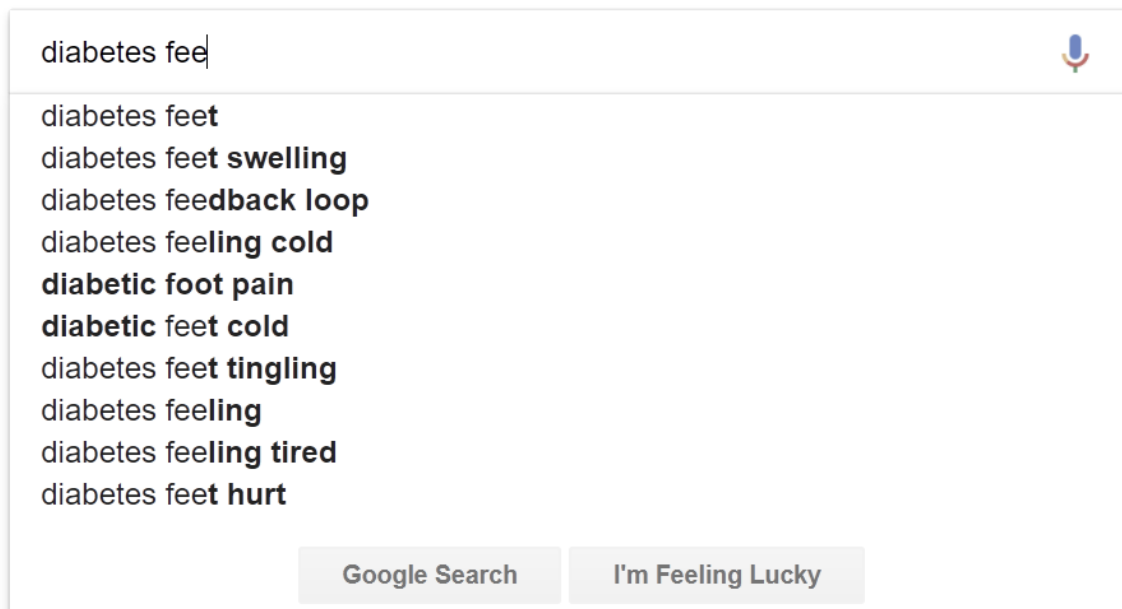 diabetes fee
diabetes feet
diabetes feet swelling
diabetes feedback loop
diabetes feeling cold
diabetic foot pain
diabetic feet cold
diabetes feet tingling
diabetes feeling
diabetes feeling tired
diabetes feet hurt
Google Search I'm Feeling Lucky